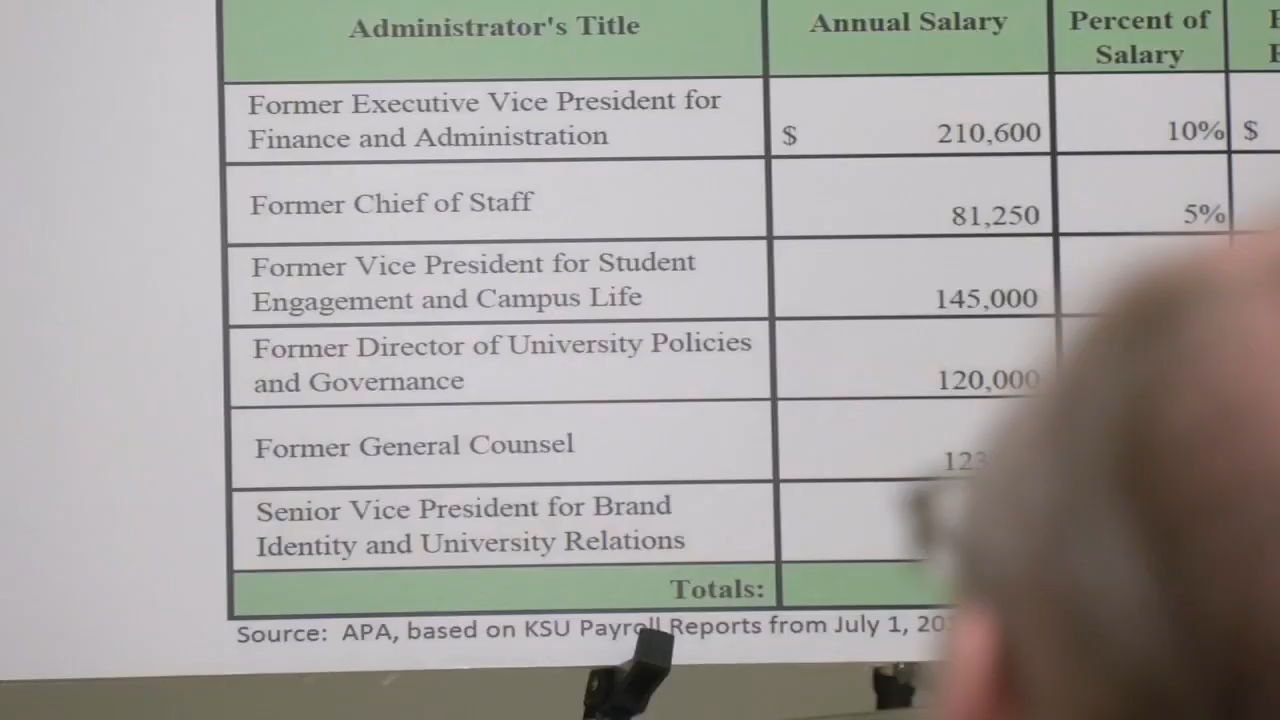 Administrator's Title Annual Salary Percent of
Salary
Former Executive Vice President for
Finance and Administration $ 210,600 10% $
Former Chief of Staff 81,250 5%
Former Vice President for Student
Engagement and Campus Life 145,000
Former Director of University Policies
and Governance 120,000
Former General Counsel
Senior Vice President for Brand
Identity and University Relations
Totals:
Source: APA, based on KSU Payroll Reports from July 1,